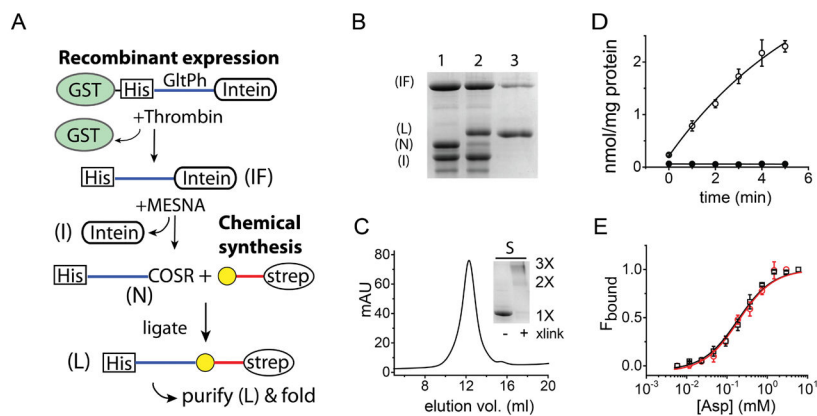 A
Recombinant expression
GltPh
GST
His
Intein
+Thrombin
GST
His
Intein
(IF)
+MESNA
(I)
Intein
Chemical
synthesis
His
COSR +
strep
(N)
ligate
(L)
His
strep
purify (L) & fold
B
1 2 3
(IF)
(L)
(N)
(I)
C
mAU
80
60
40
20
0
8 12 16 20
elution vol. (ml)
S
3X
2X
1X
- + xlink
D
nmol/mg protein
2
1
0
0 2 4 6
time (min)
E
Fbound
1.0
0.5
0.0
10-3 10-2 10-1 100 101
[Asp] (mM)